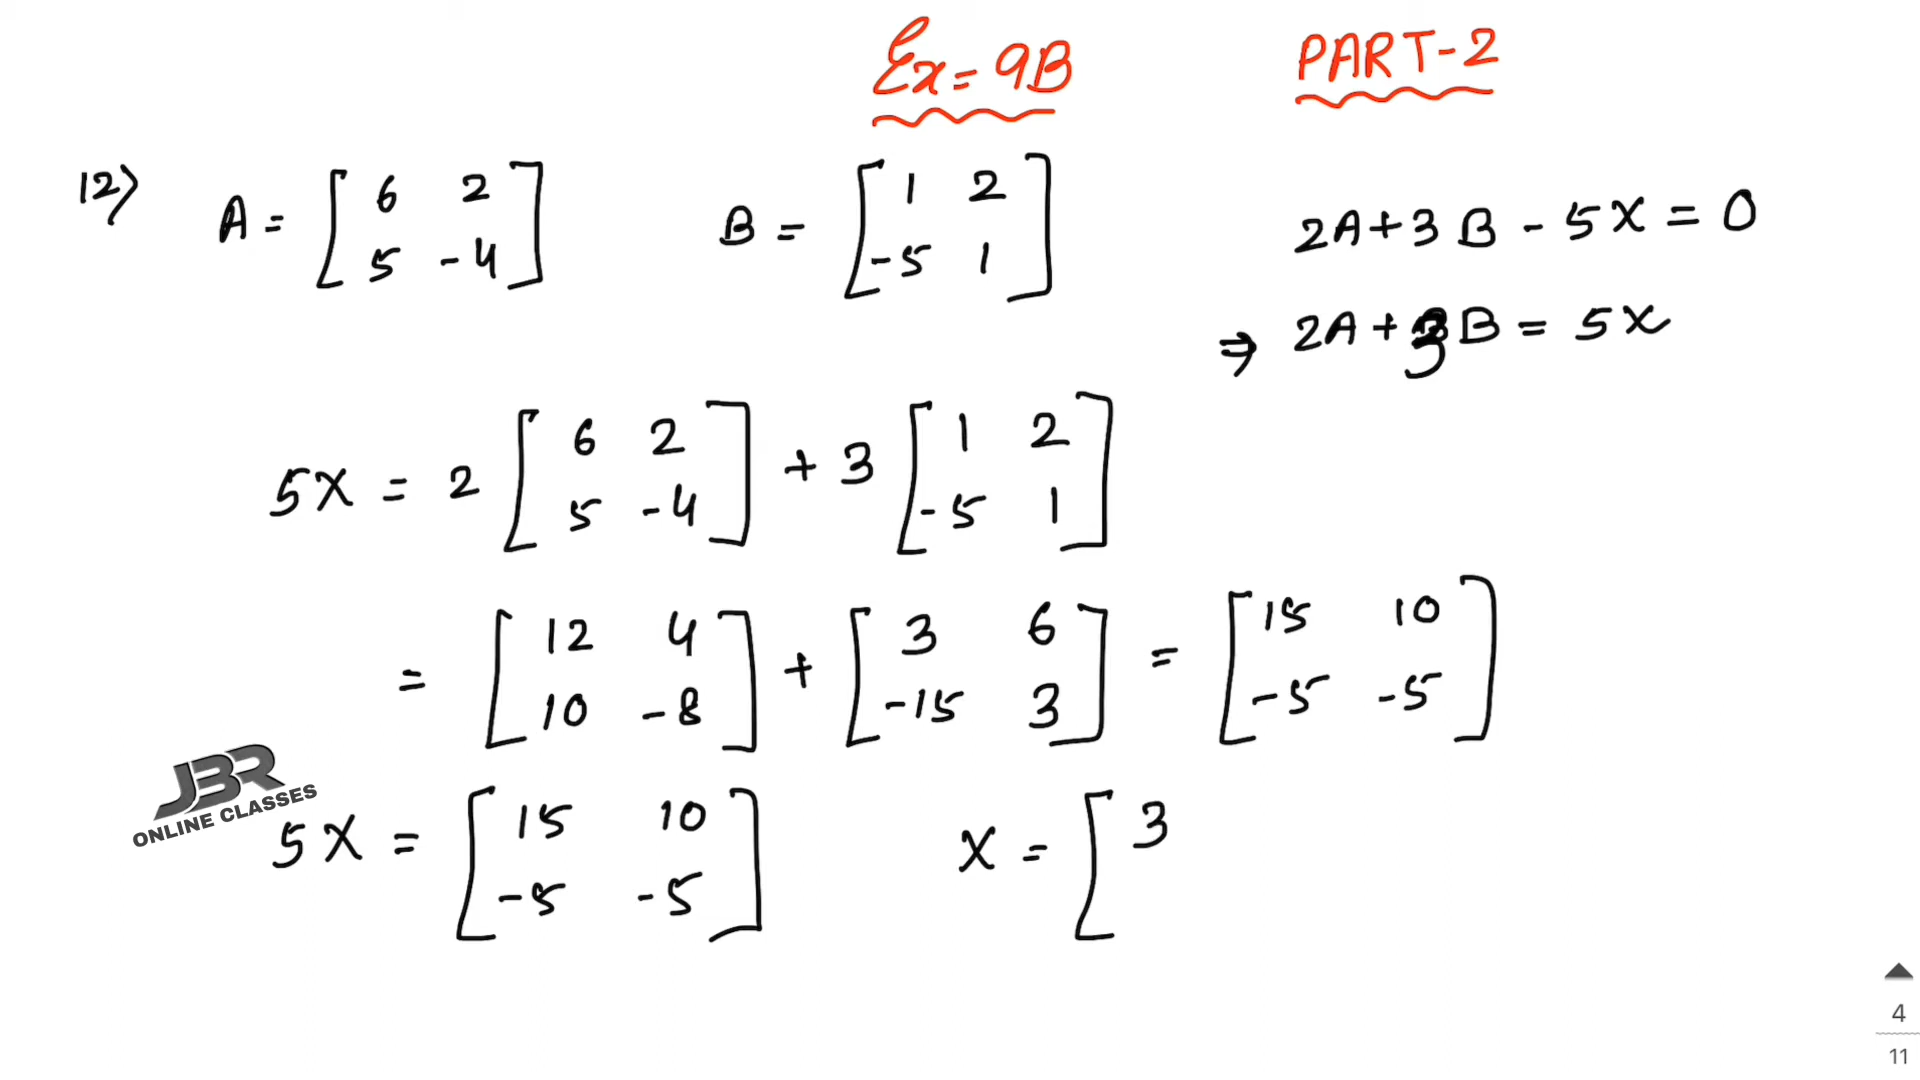 Ex= 9B PART-2
12) A = [ 6 2 B = [ 1 2 2A+3B - 5X = 0
5 -4 ] -5 1 ]
⇒ 2A+3B = 5X
5X = 2 [ 6 2 + 3 [ 1 2
5 -4 ] -5 1 ]
= [ 12 4 + [ 3 6 = [ 15 10
10 -8 ] -15 3 ] -5 -5 ]
JBR
ONLINE CLASSES
5X = [ 15 10 X = [ 3
-5 -5 ]
4
11